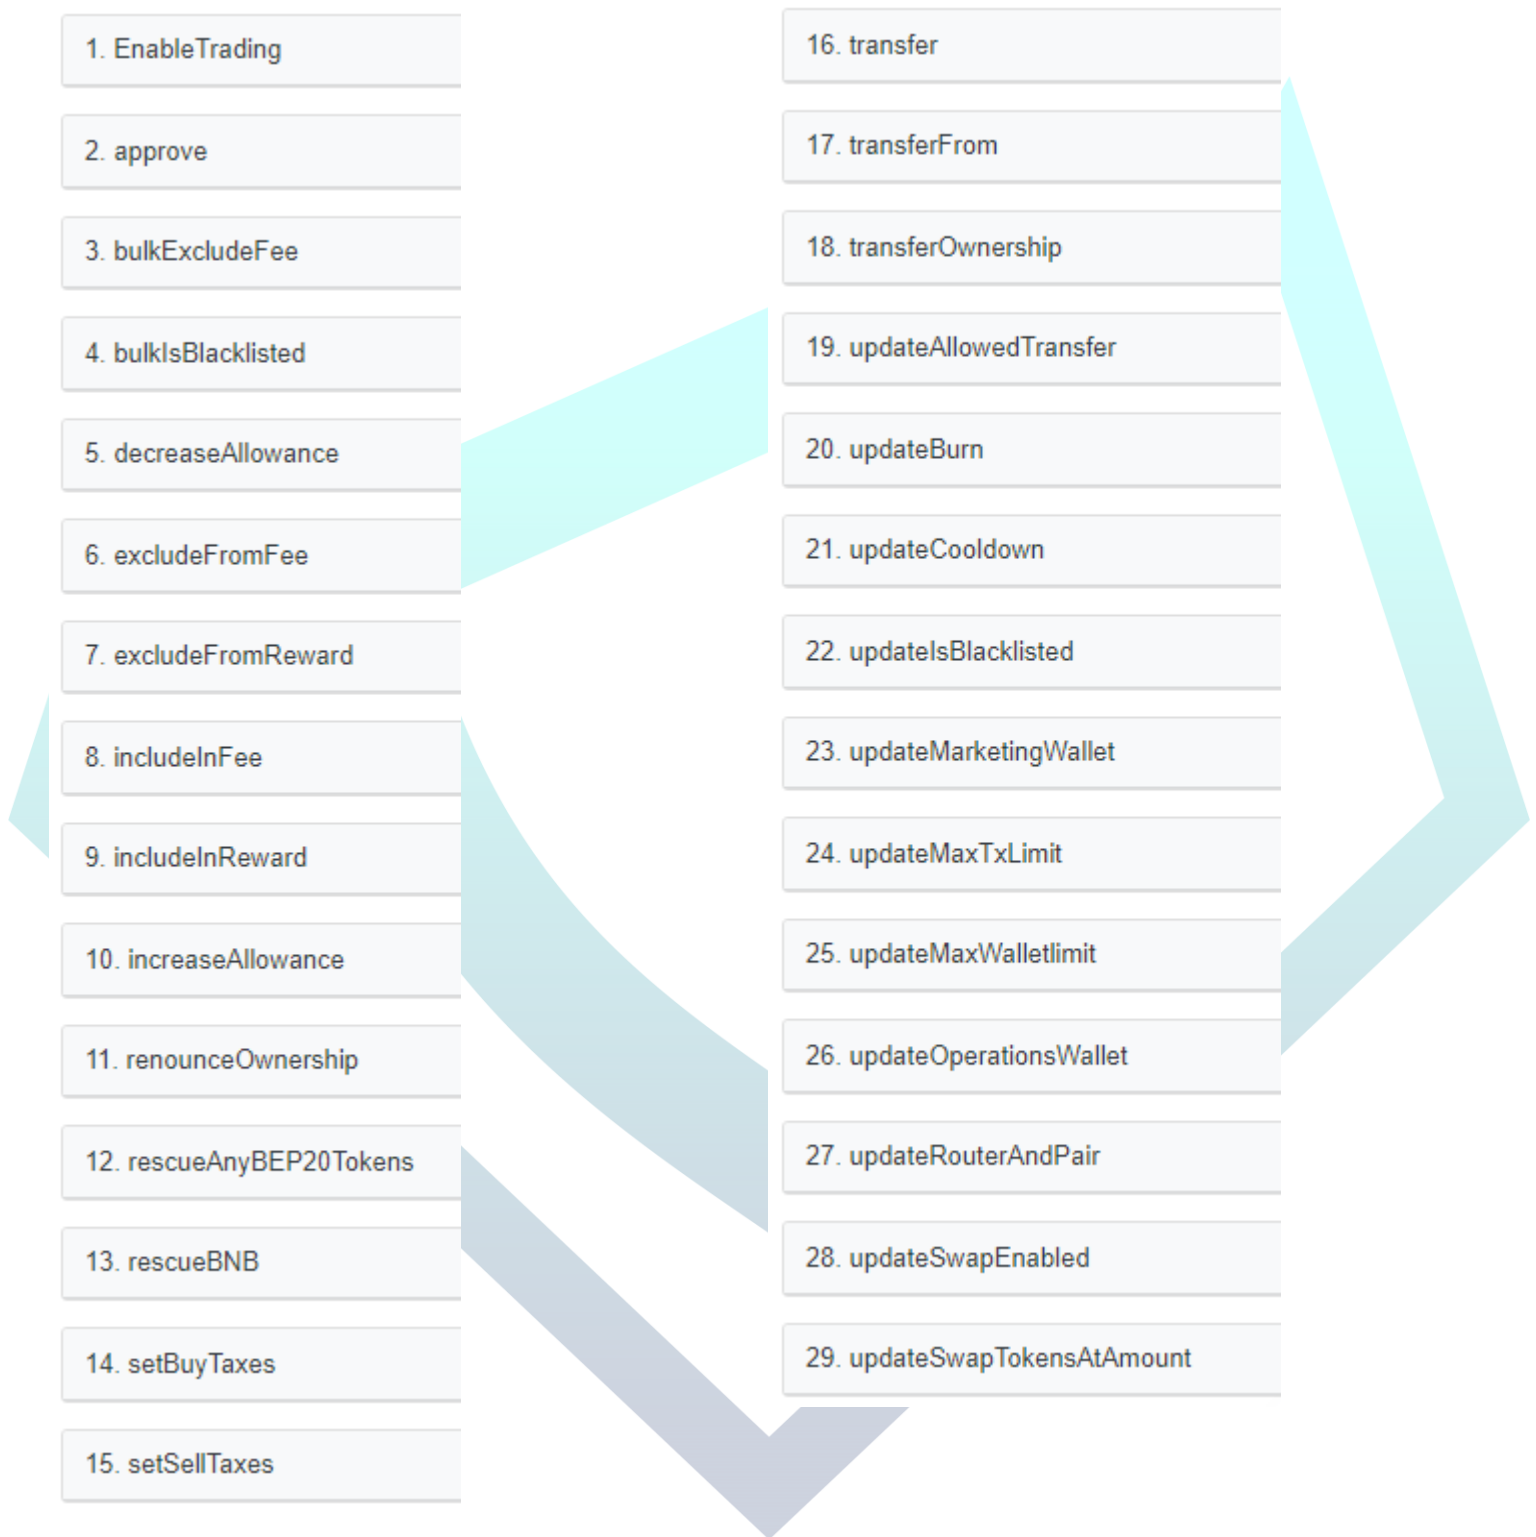 1. EnableTrading
2. approve
3. bulkExcludeFee
4. bulkIsBlacklisted
5. decreaseAllowance
6. excludeFromFee
7. excludeFromReward
8. includeInFee
9. includeInReward
10. increaseAllowance
11. renounceOwnership
12. rescueAnyBEP20Tokens
13. rescueBNB
14. setBuyTaxes
15. setSellTaxes
16. transfer
17. transferFrom
18. transferOwnership
19. updateAllowedTransfer
20. updateBurn
21. updateCooldown
22. updateIsBlacklisted
23. updateMarketingWallet
24. updateMaxTxLimit
25. updateMaxWalletlimit
26. updateOperationsWallet
27. updateRouterAndPair
28. updateSwapEnabled
29. updateSwapTokensAtAmount